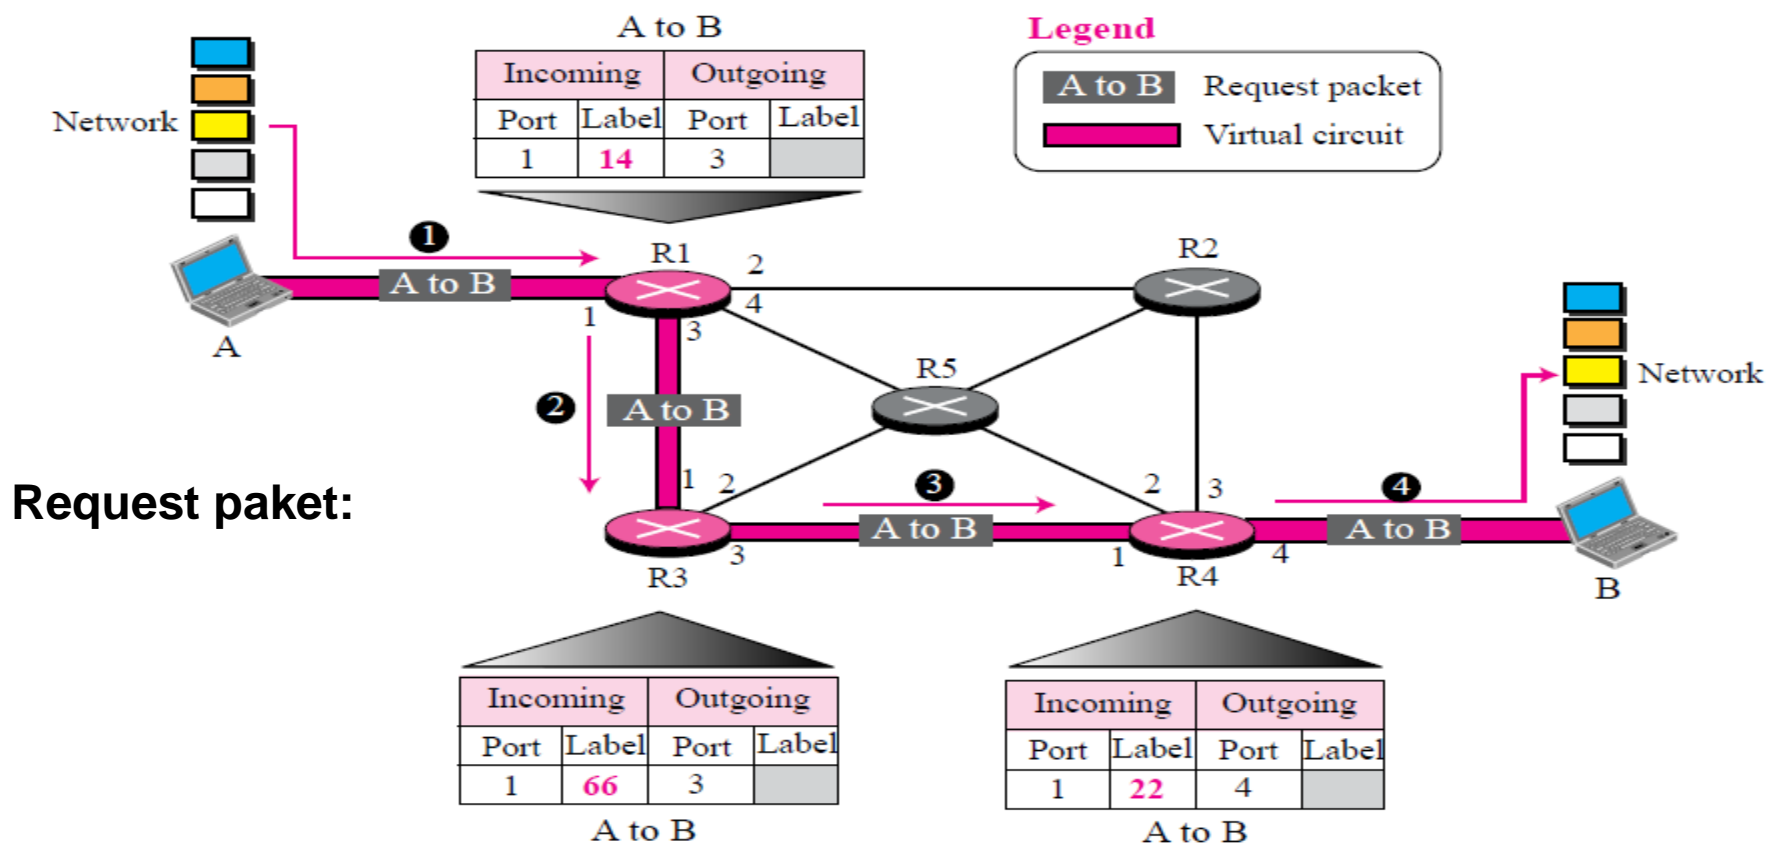 A to B
Incoming Outgoing
Port Label Port Label
1 14 3
Legend
A to B Request packet
Virtual circuit
Network
1
A to B
A
R1
1
2
4
3
R2
R5
2
A to B
Request paket:
1
2
R3
3
3
A to B
2
3
1
R4
4
4
A to B
Network
B
Incoming Outgoing
Port Label Port Label
1 66 3
A to B
Incoming Outgoing
Port Label Port Label
1 22 4
A to B